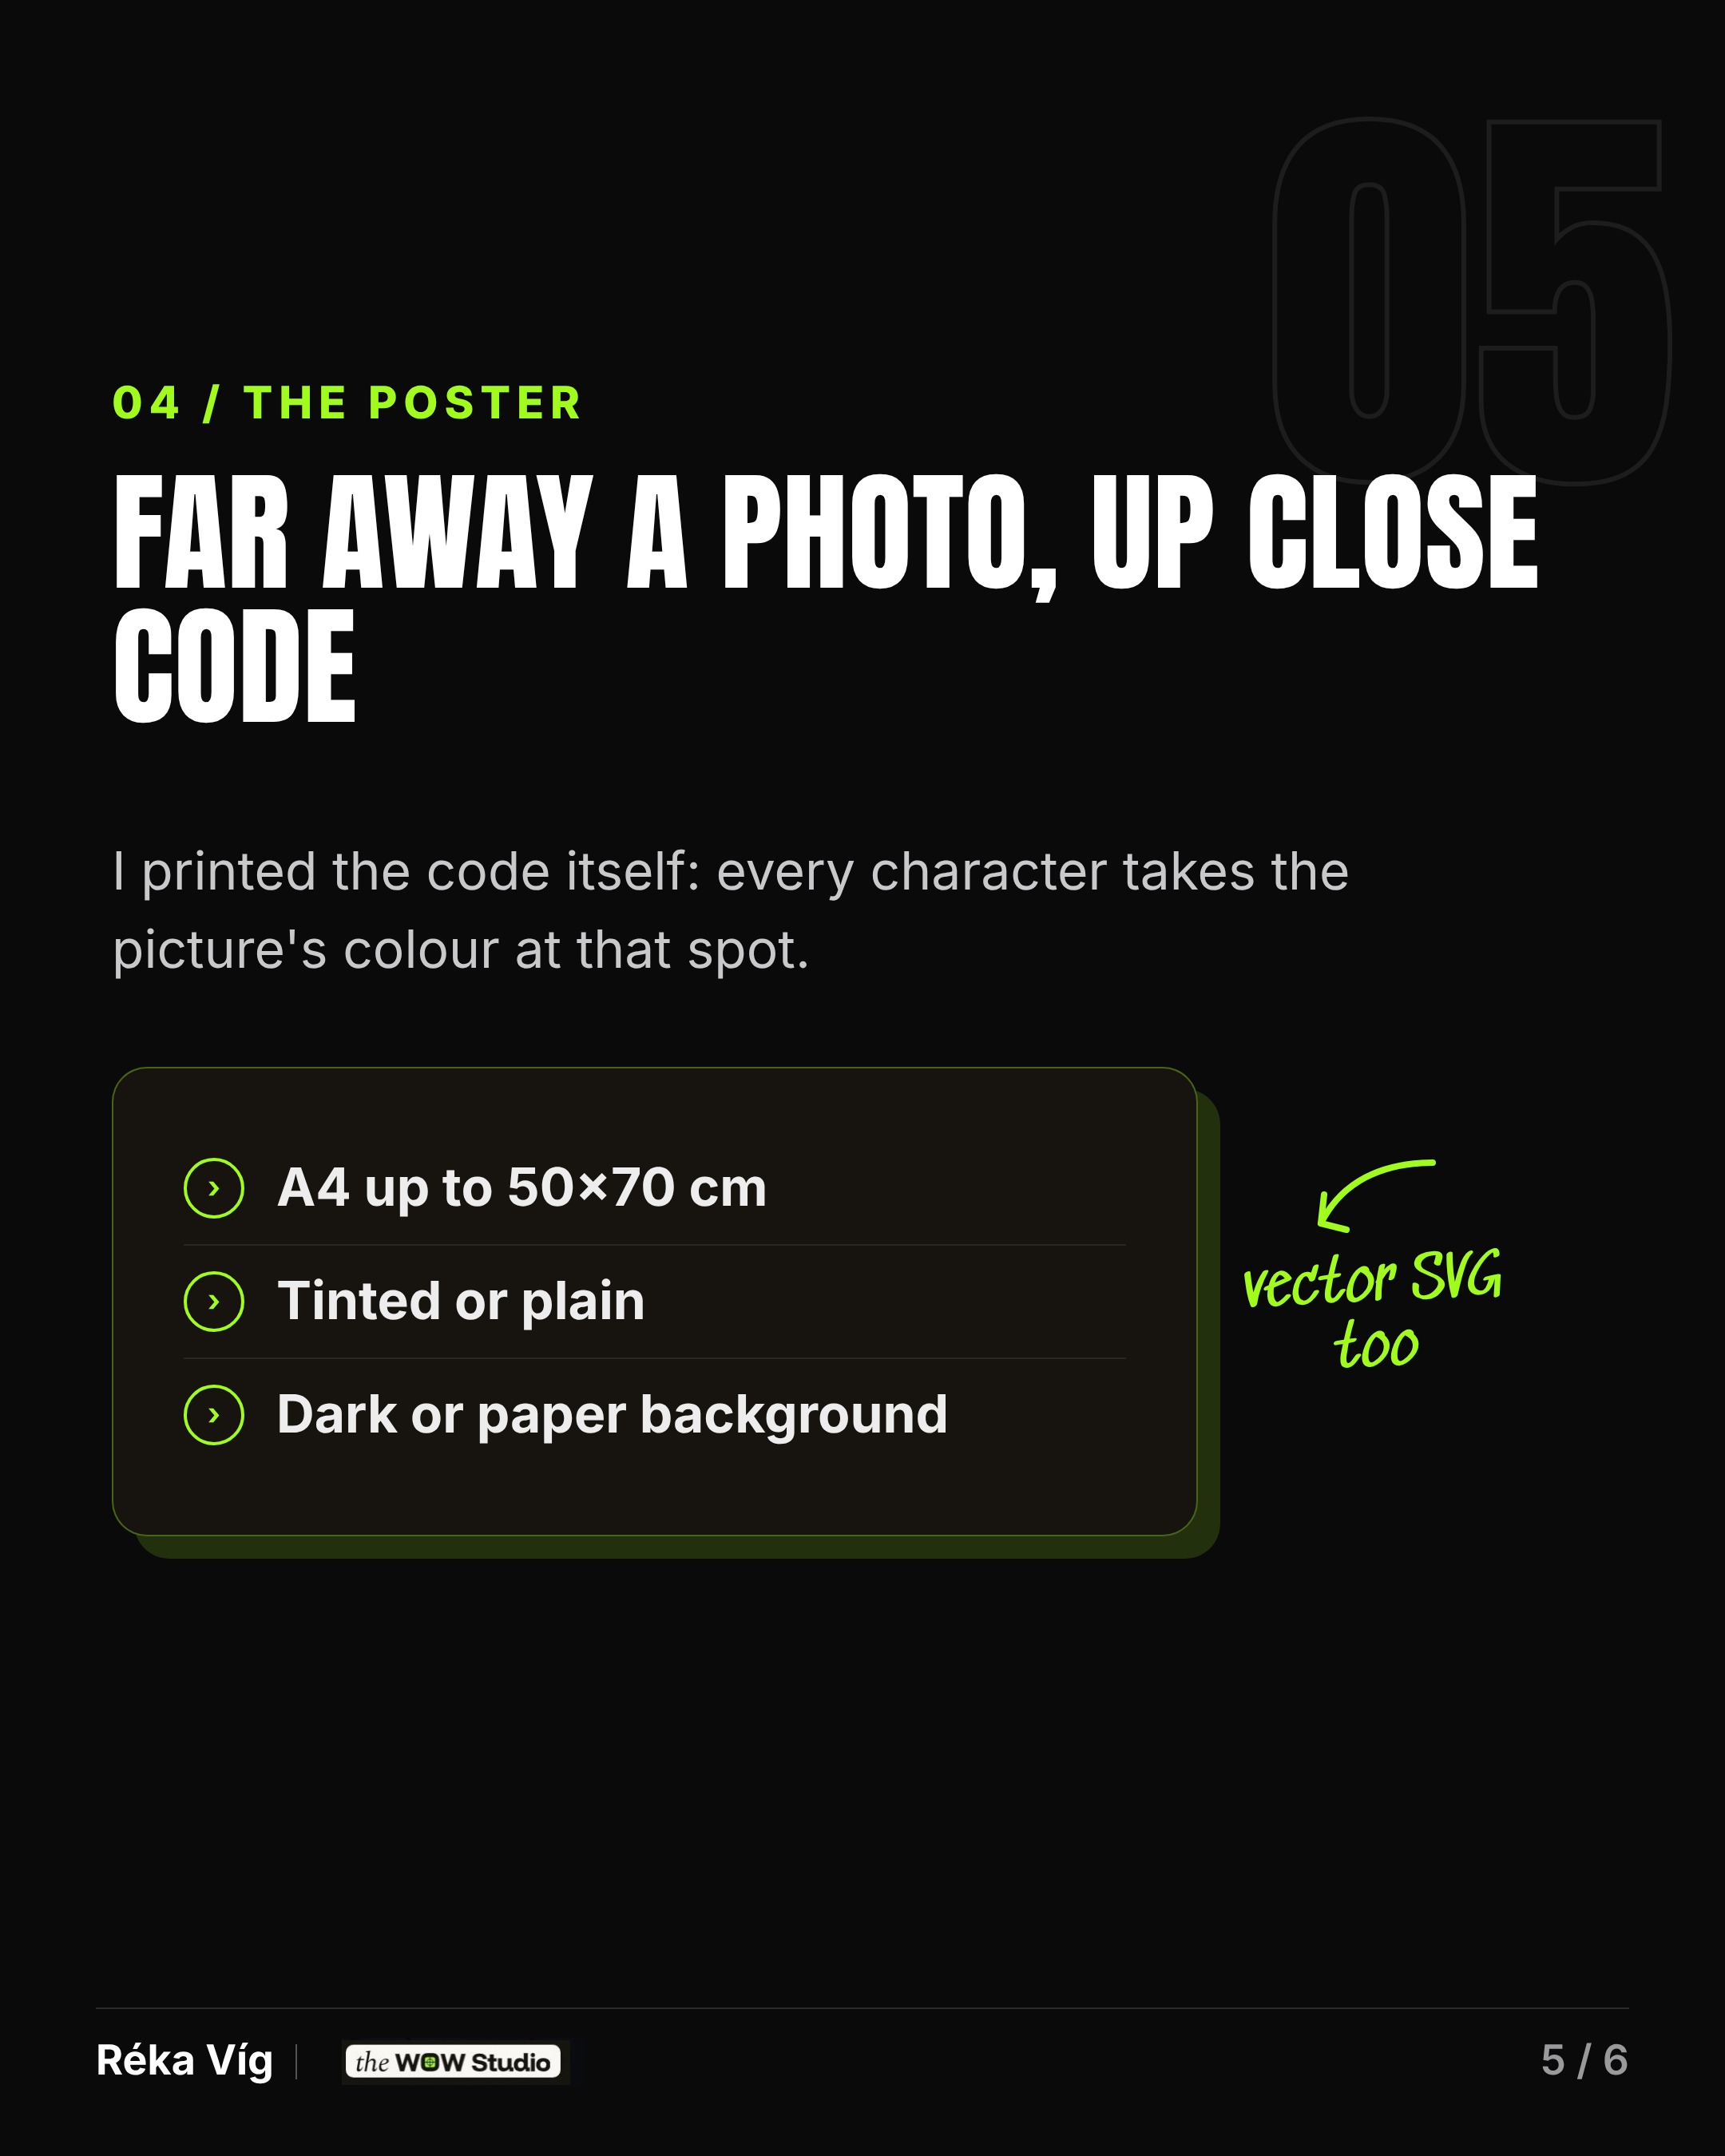 05
04 / THE POSTER
FAR AWAY A PHOTO, UP CLOSE
CODE
I printed the code itself: every character takes the
picture's colour at that spot.
A4 up to 50×70 cm
Tinted or plain
Dark or paper background
vector SVG
too
Réka Víg
the WOW Studio
5 / 6